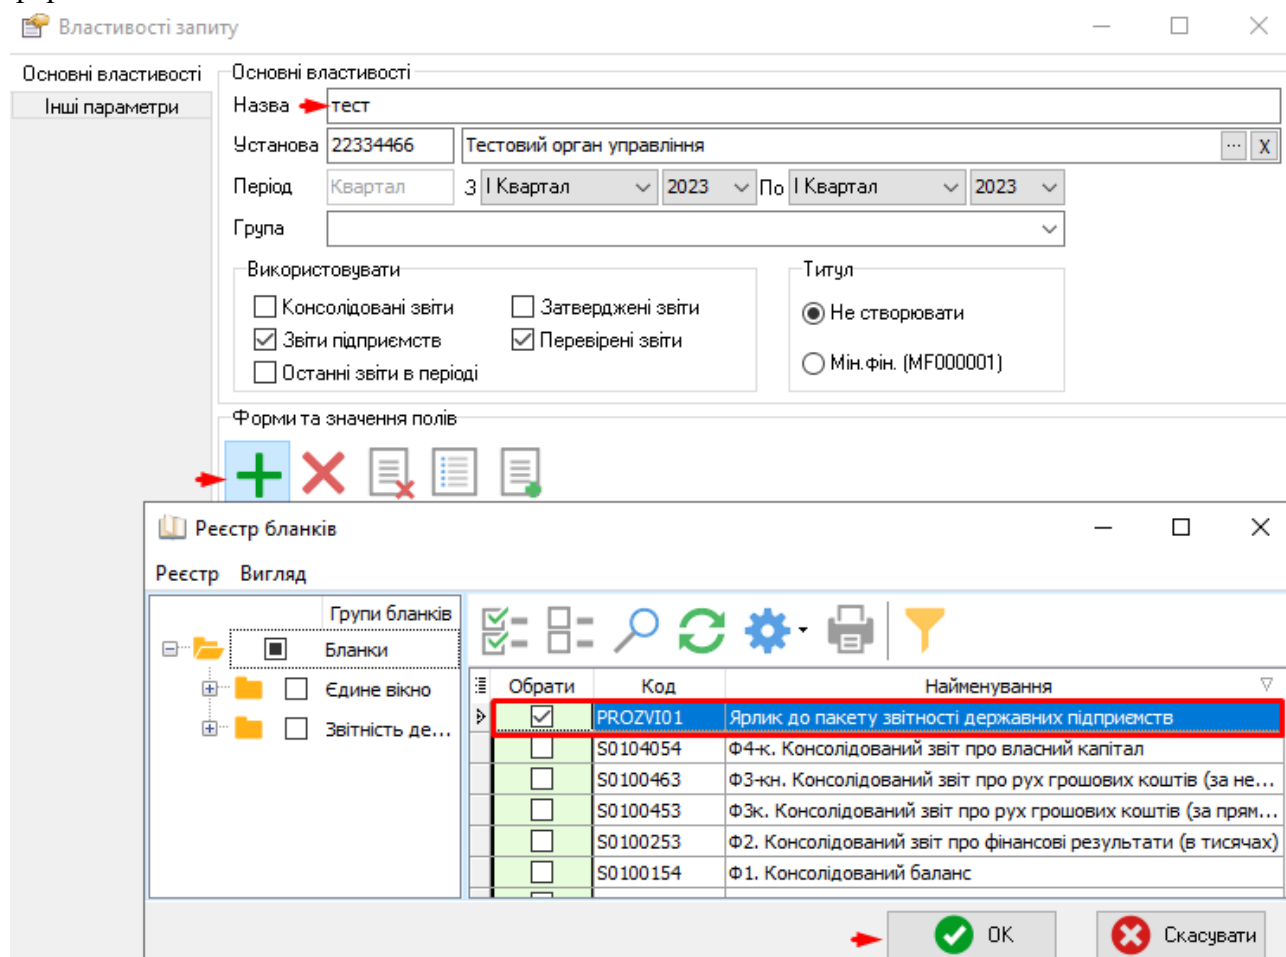 Властивості запиту
Основні властивості
Інші параметри
Основні властивості
Назва тест
Установа 22334466 Тестовий орган управління ... X
Період Квартал З І Квартал 2023 По І Квартал 2023
Група
Використовувати
Консолідовані звіти Затверджені звіти
Звіти підприємств Перевірені звіти
Останні звіти в періоді
Титул
Не створювати
Мін.фін. (MF000001)
Форми та значення полів
Реєстр бланків
Реєстр Вигляд
Групи бланків
Бланки
Єдине вікно
Звітність де...
Обрати Код Найменування
PROZVI01 Ярлик до пакету звітності державних підприємств
S0104054 Ф4-к. Консолідований звіт про власний капітал
S0100463 Ф3-кн. Консолідований звіт про рух грошових коштів (за не...
S0100453 Ф3к. Консолідований звіт про рух грошових коштів (за прям...
S0100253 Ф2. Консолідований звіт про фінансові результати (в тисячах)
S0100154 Ф1. Консолідований баланс
OK Скасувати